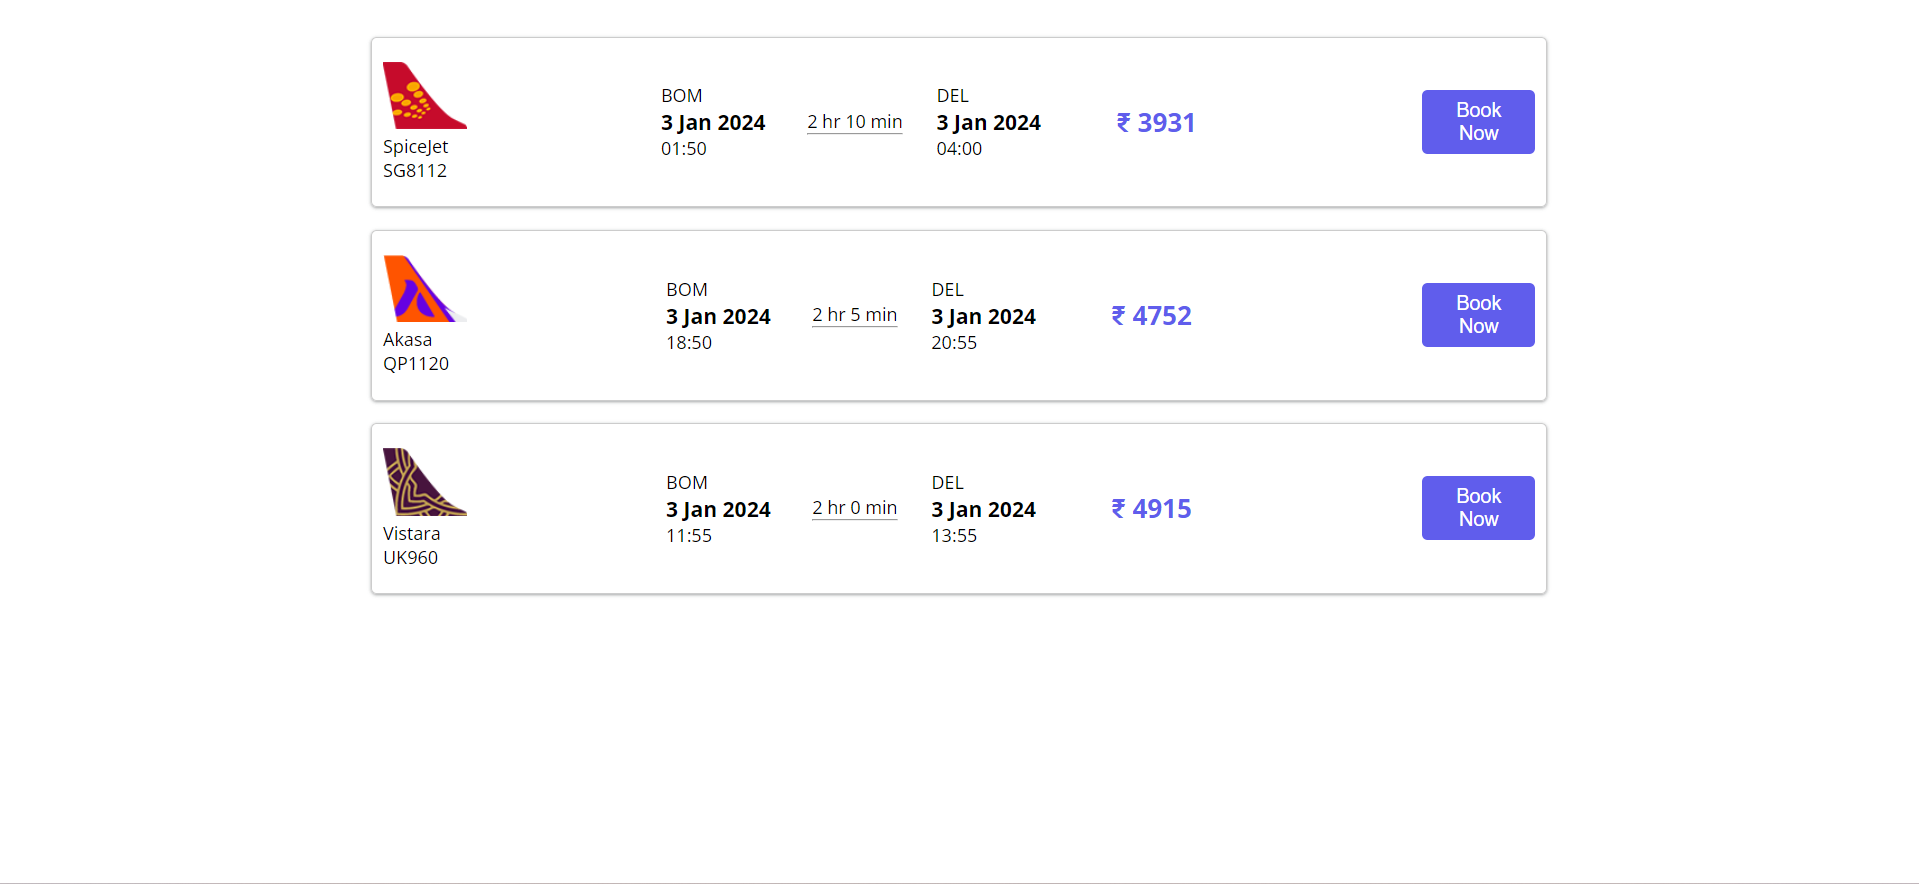 SpiceJet
SG8112
BOM
3 Jan 2024
01:50
2 hr 10 min
DEL
3 Jan 2024
04:00
₹ 3931
Book
Now
Akasa
QP1120
BOM
3 Jan 2024
18:50
2 hr 5 min
DEL
3 Jan 2024
20:55
₹ 4752
Book
Now
Vistara
UK960
BOM
3 Jan 2024
11:55
2 hr 0 min
DEL
3 Jan 2024
13:55
₹ 4915
Book
Now